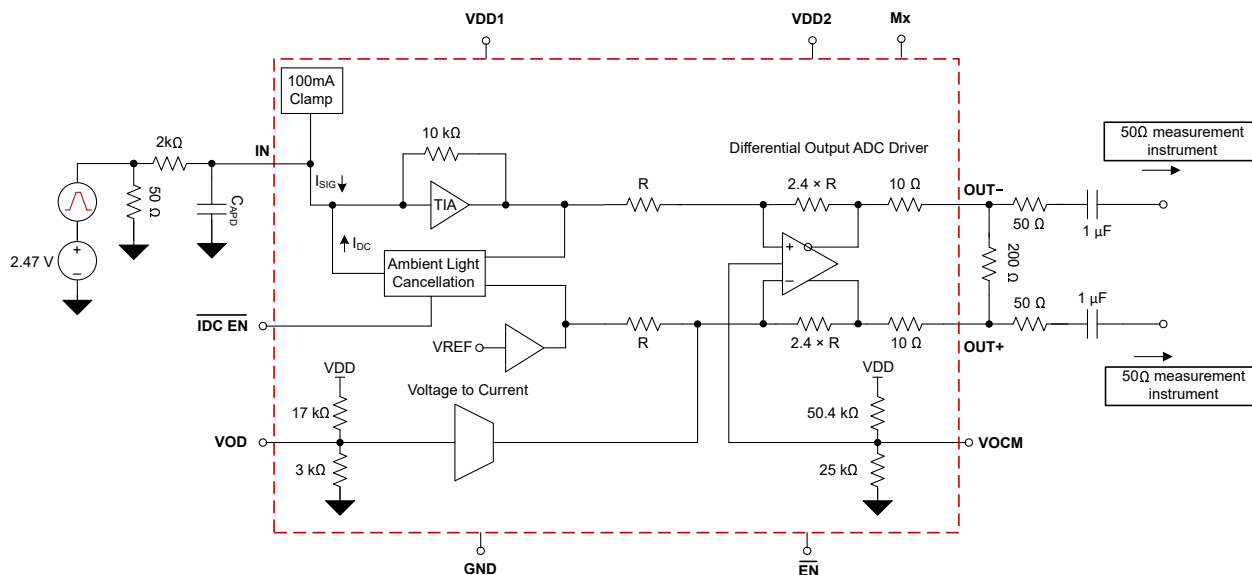 VDD1
VDD2
Mx
100mA
Clamp
2kΩ
IN
10 kΩ
Differential Output ADC Driver
50Ω measurement
instrument
ISIG
TIA
R
2.4 × R
10 Ω
OUT−
50 Ω
CAPD
50 Ω
1 µF
2.47 V
+
−
IDC
Ambient Light
Cancellation
+
−
200 Ω
IDC EN
VREF
R
2.4 × R
10 Ω
OUT+
50 Ω
1 µF
50Ω measurement
instrument
VDD
Voltage to Current
VDD
17 kΩ
50.4 kΩ
VOD
VOCM
3 kΩ
25 kΩ
GND
EN